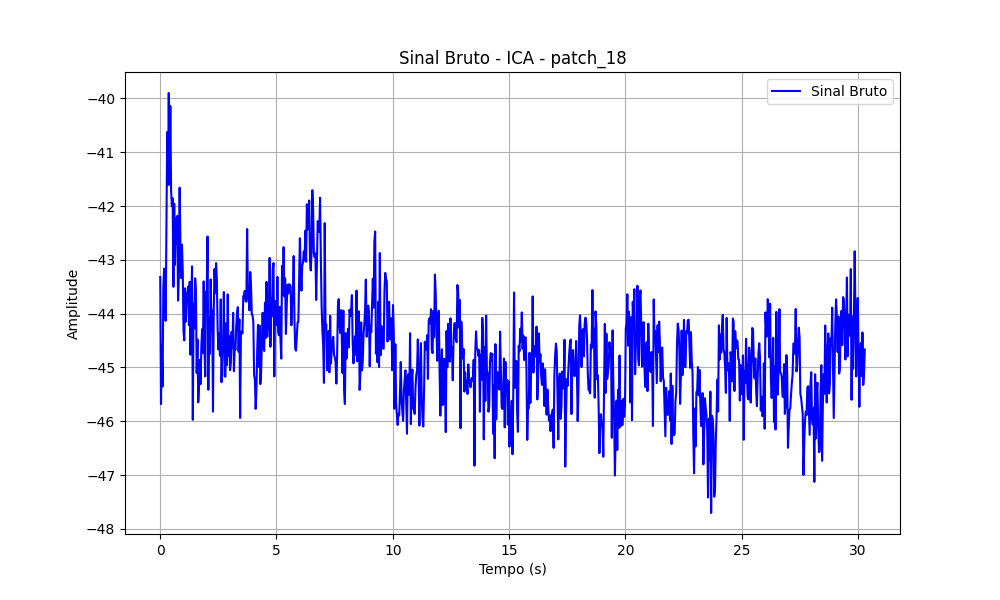 Sinal Bruto - ICA - patch_18
Sinal Bruto
Amplitude
−40
−41
−42
−43
−44
−45
−46
−47
−48
0 5 10 15 20 25 30
Tempo (s)